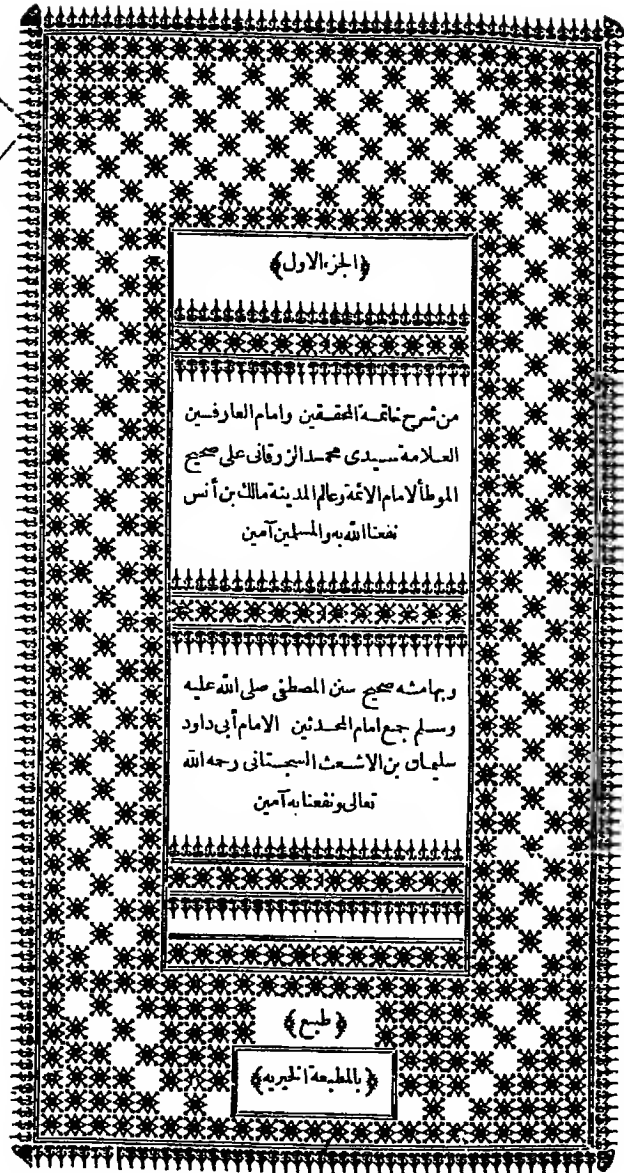 ﴿الجزء الاول﴾
من شرح خاتمة المحققين وامام العارفين
العلامة سيدى محمد الزرقانى على صحيح
الموطأ لامام الائمة وعالم المدينة مالك بن أنس
نفعنا الله به والمسلمين آمين
وبهامشه صحيح سنن المصطفى صلى الله عليه
وسلم جمع امام المحدثين الامام أبى داود
سليمان بن الاشعث السجستانى رحمه الله
تعالى ونفعنا به آمين
﴿طبع﴾
﴿بالمطبعة الخيريه﴾